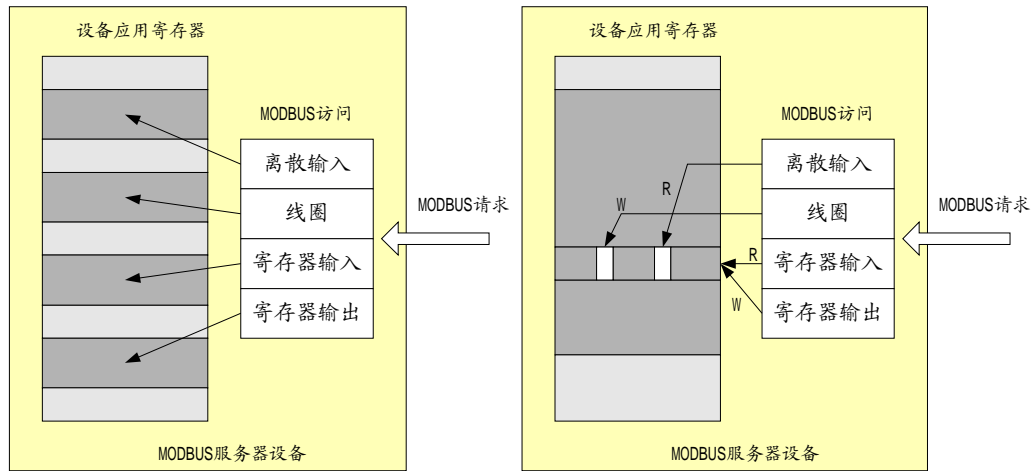 设备应用寄存器
MODBUS访问
离散输入
线圈
寄存器输入
寄存器输出
MODBUS请求
MODBUS服务器设备
设备应用寄存器
MODBUS访问
离散输入
R
W
线圈
R
寄存器输入
W
寄存器输出
MODBUS请求
MODBUS服务器设备